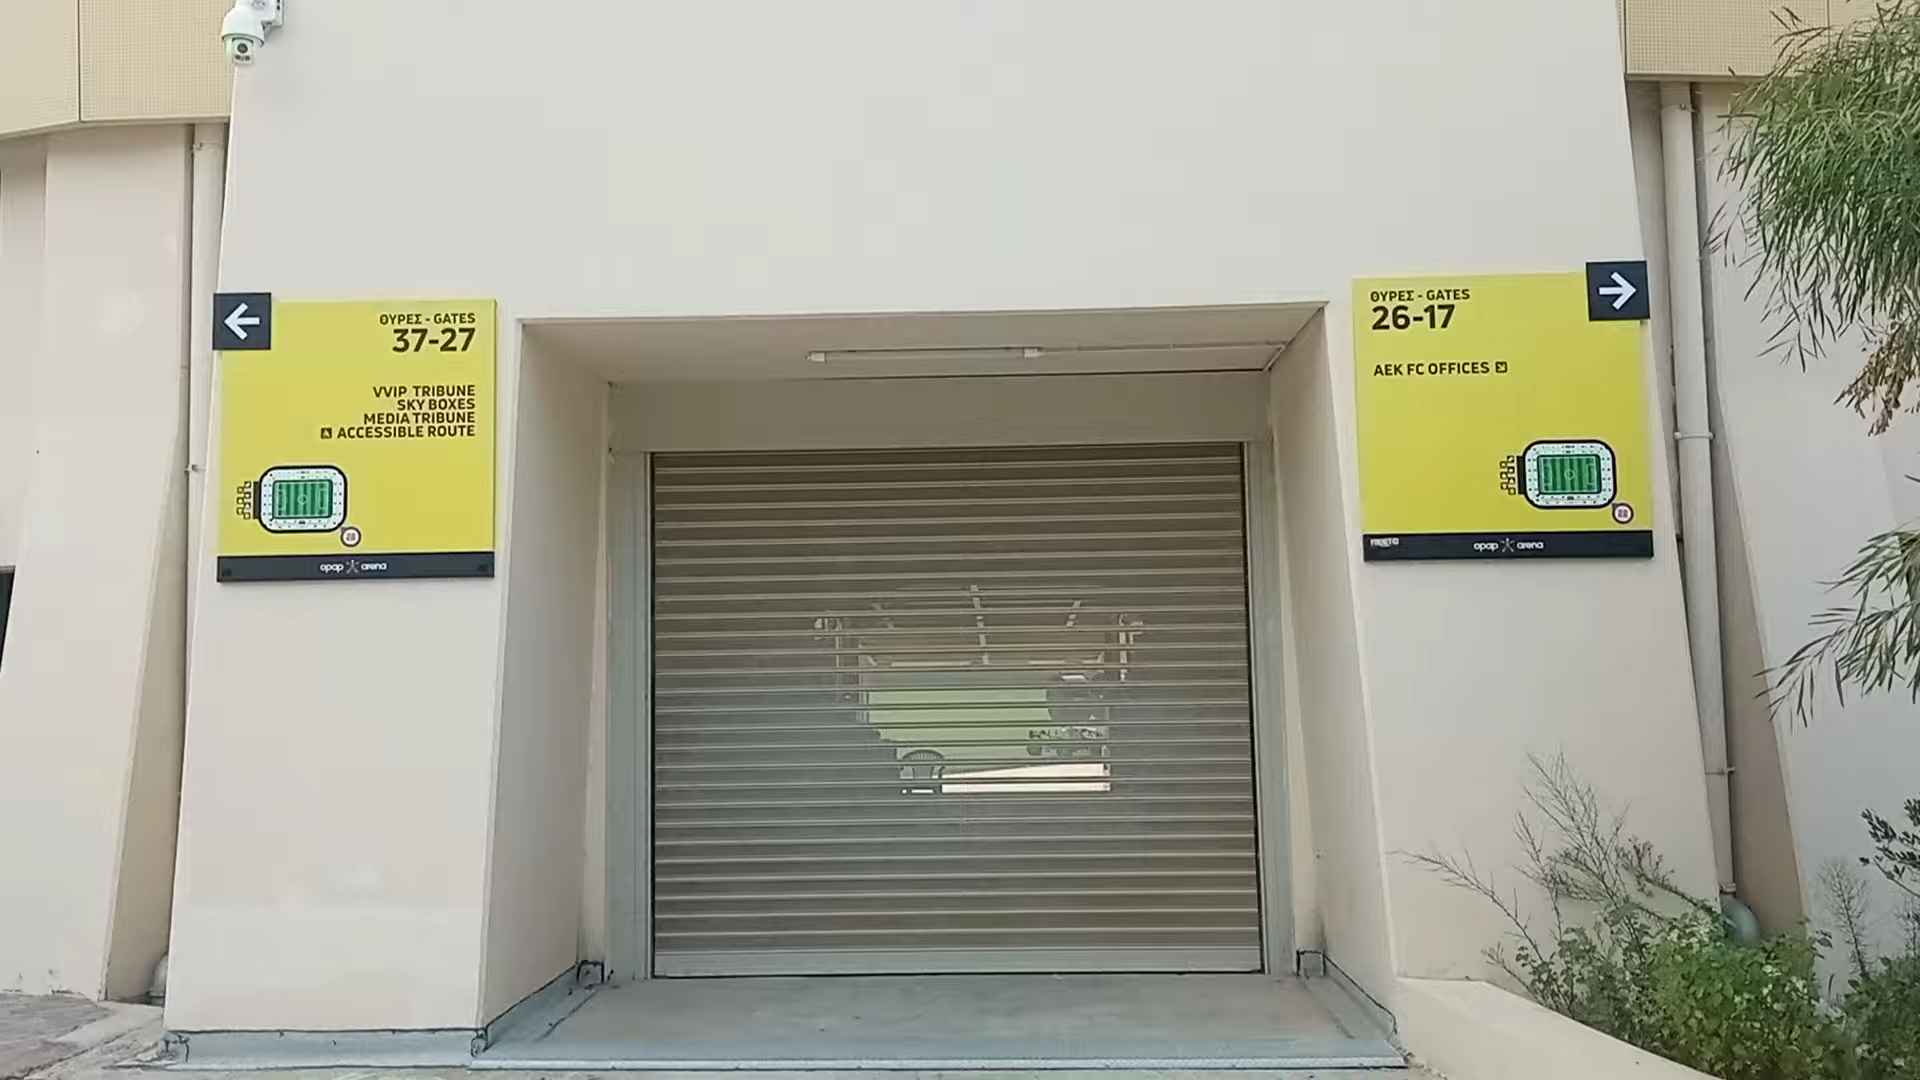 ΘΥΡΕΣ - GATES
37-27
VVIP TRIBUNE
SKY BOXES
MEDIA TRIBUNE
ACCESSIBLE ROUTE
opap arena
ΘΥΡΕΣ - GATES
26-17
AEK FC OFFICES
opap arena